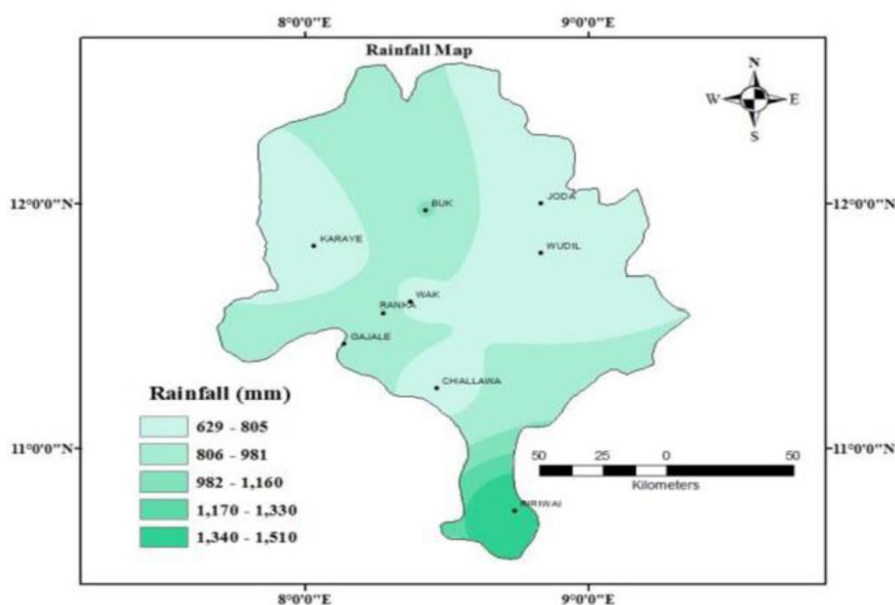 8°0'0"E 9°0'0"E
Rainfall Map
N
W E
S
12°0'0"N 12°0'0"N
BUK
JODA
KARAYE
WUDIL
WAK
RANKA
GAJALE
CHIALLAWA
Rainfall (mm)
629 - 805
806 - 981
982 - 1,160
1,170 - 1,330
1,340 - 1,510
11°0'0"N 11°0'0"N
50 25 0 50
Kilometers
RIRIWAI
8°0'0"E 9°0'0"E